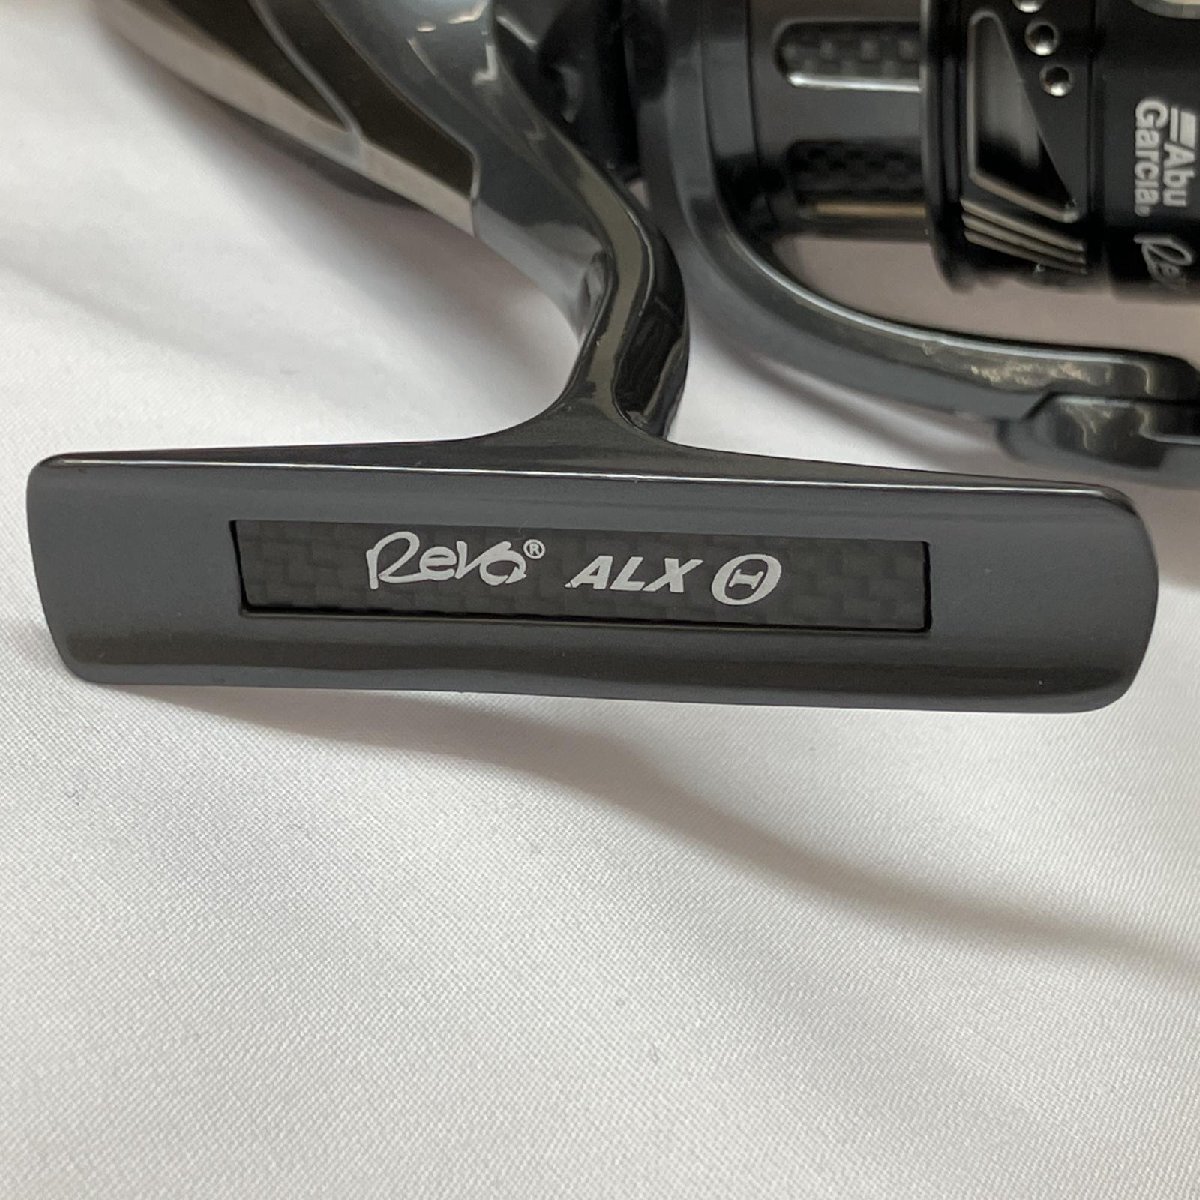 Revo® ALX Θ
Abu
Garcia®